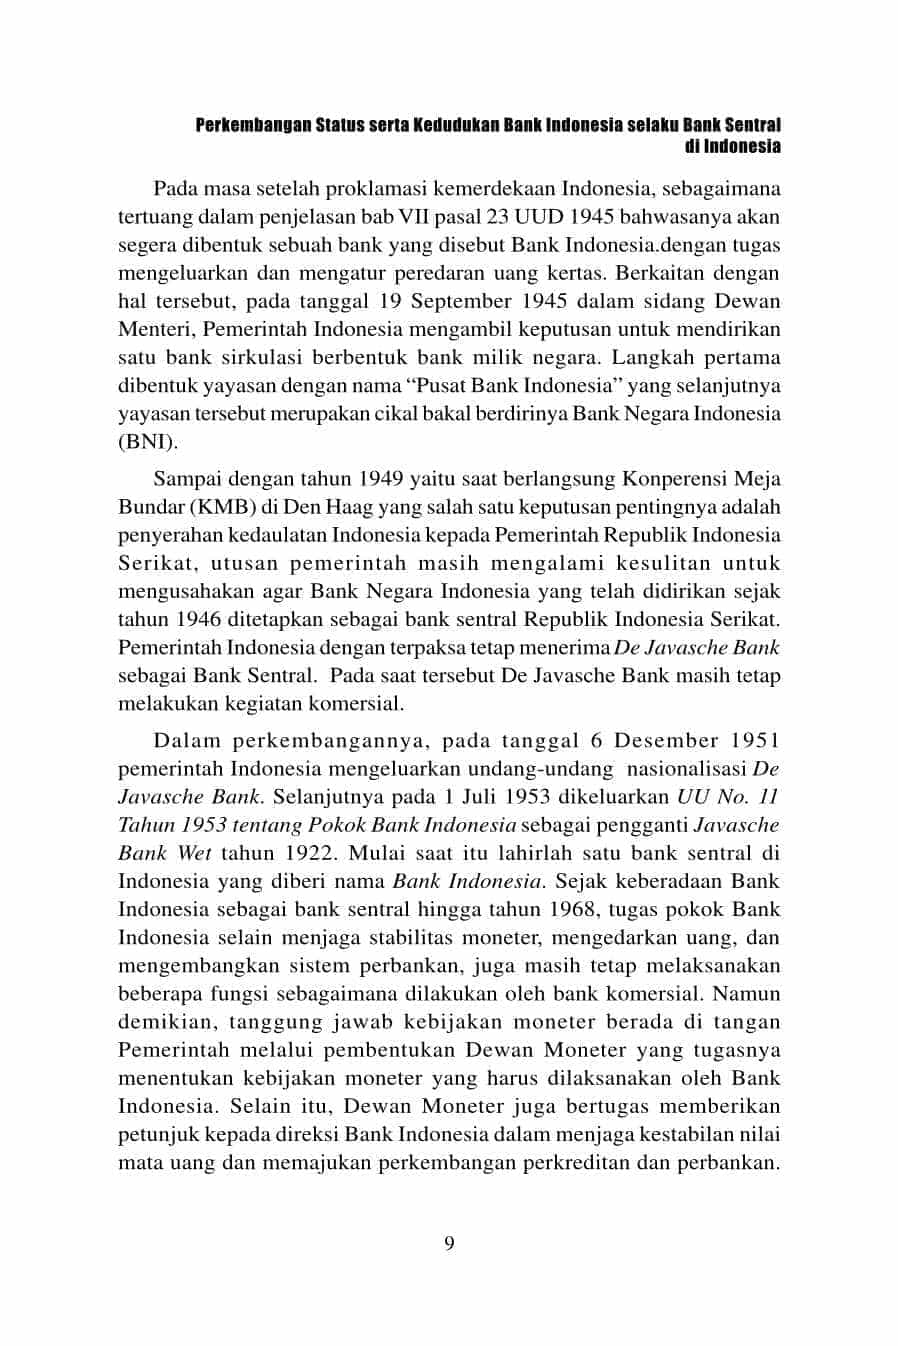 Perkembangan Status serta Kedudukan Bank Indonesia selaku Bank Sentral
di Indonesia
Pada masa setelah proklamasi kemerdekaan Indonesia, sebagaimana
tertuang dalam penjelasan bab VII pasal 23 UUD 1945 bahwasanya akan
segera dibentuk sebuah bank yang disebut Bank Indonesia.dengan tugas
mengeluarkan dan mengatur peredaran uang kertas. Berkaitan dengan
hal tersebut, pada tanggal 19 September 1945 dalam sidang Dewan
Menteri, Pemerintah Indonesia mengambil keputusan untuk mendirikan
satu bank sirkulasi berbentuk bank milik negara. Langkah pertama
dibentuk yayasan dengan nama “Pusat Bank Indonesia” yang selanjutnya
yayasan tersebut merupakan cikal bakal berdirinya Bank Negara Indonesia
(BNI).
Sampai dengan tahun 1949 yaitu saat berlangsung Konperensi Meja
Bundar (KMB) di Den Haag yang salah satu keputusan pentingnya adalah
penyerahan kedaulatan Indonesia kepada Pemerintah Republik Indonesia
Serikat, utusan pemerintah masih mengalami kesulitan untuk
mengusahakan agar Bank Negara Indonesia yang telah didirikan sejak
tahun 1946 ditetapkan sebagai bank sentral Republik Indonesia Serikat.
Pemerintah Indonesia dengan terpaksa tetap menerima De Javasche Bank
sebagai Bank Sentral. Pada saat tersebut De Javasche Bank masih tetap
melakukan kegiatan komersial.
Dalam perkembangannya, pada tanggal 6 Desember 1951
pemerintah Indonesia mengeluarkan undang-undang nasionalisasi De
Javasche Bank. Selanjutnya pada 1 Juli 1953 dikeluarkan UU No. 11
Tahun 1953 tentang Pokok Bank Indonesia sebagai pengganti Javasche
Bank Wet tahun 1922. Mulai saat itu lahirlah satu bank sentral di
Indonesia yang diberi nama Bank Indonesia. Sejak keberadaan Bank
Indonesia sebagai bank sentral hingga tahun 1968, tugas pokok Bank
Indonesia selain menjaga stabilitas moneter, mengedarkan uang, dan
mengembangkan sistem perbankan, juga masih tetap melaksanakan
beberapa fungsi sebagaimana dilakukan oleh bank komersial. Namun
demikian, tanggung jawab kebijakan moneter berada di tangan
Pemerintah melalui pembentukan Dewan Moneter yang tugasnya
menentukan kebijakan moneter yang harus dilaksanakan oleh Bank
Indonesia. Selain itu, Dewan Moneter juga bertugas memberikan
petunjuk kepada direksi Bank Indonesia dalam menjaga kestabilan nilai
mata uang dan memajukan perkembangan perkreditan dan perbankan.
9